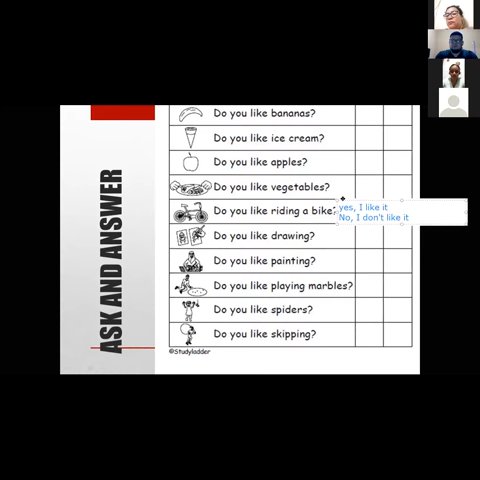 ASK AND ANSWER
Do you like bananas?
Do you like ice cream?
Do you like apples?
Do you like vegetables?
Do you like riding a bike?
yes, I like it
No, I don't like it
Do you like drawing?
Do you like painting?
Do you like playing marbles?
Do you like spiders?
Do you like skipping?
©Studyladder